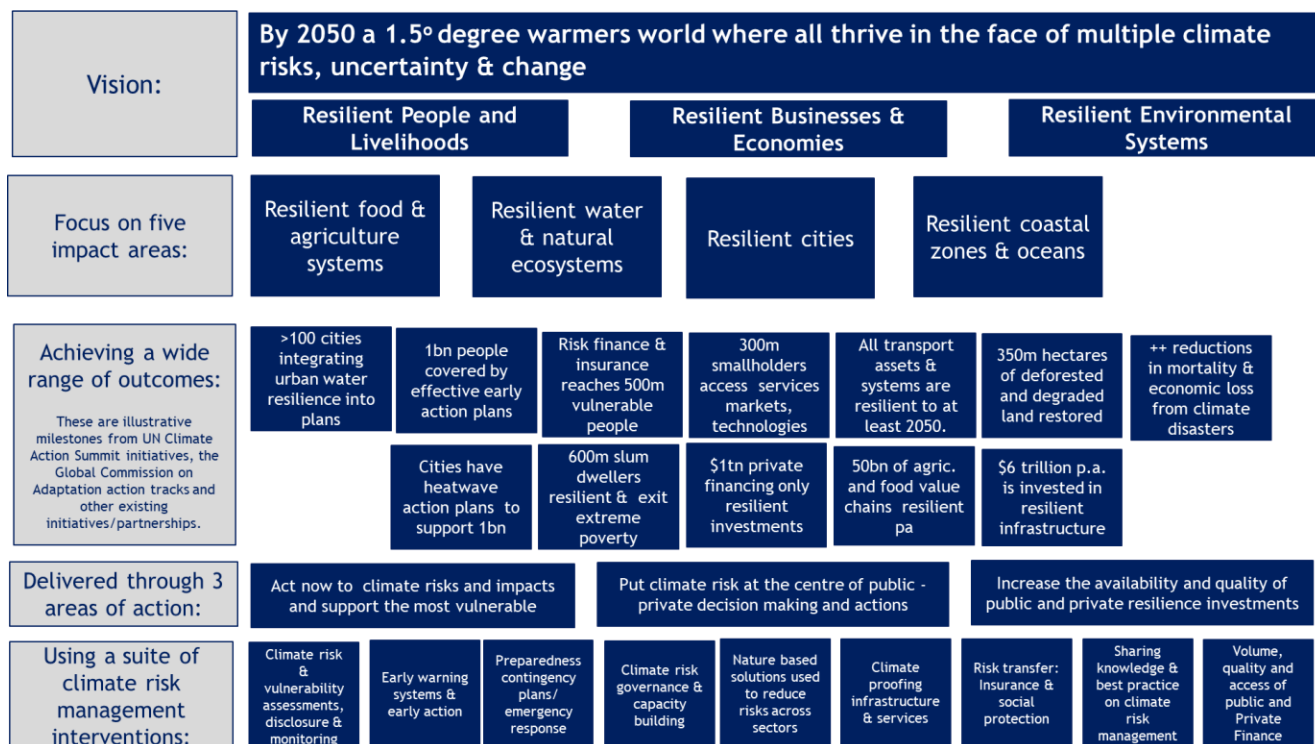 Vision:
By 2050 a 1.5º degree warmers world where all thrive in the face of multiple climate
risks, uncertainty & change
Resilient People and
Livelihoods
Resilient Businesses &
Economies
Resilient Environmental
Systems
Focus on five
impact areas:
Resilient food &
agriculture
systems
Resilient water
& natural
ecosystems
Resilient cities
Resilient coastal
zones & oceans
Achieving a wide
range of outcomes:
These are illustrative
milestones from UN Climate
Action Summit initiatives, the
Global Commission on
Adaptation action tracks and
other existing
initiatives/partnerships.
>100 cities
integrating
urban water
resilience into
plans
1bn people
covered by
effective early
action plans
Risk finance &
insurance
reaches 500m
vulnerable
people
300m
smallholders
access services
markets,
technologies
All transport
assets &
systems are
resilient to at
least 2050.
350m hectares
of deforested
and degraded
land restored
++ reductions
in mortality &
economic loss
from climate
disasters
Cities have
heatwave
action plans to
support 1bn
600m slum
dwellers
resilient & exit
extreme
poverty
$1tn private
financing only
resilient
investments
50bn of agric.
and food value
chains resilient
pa
$6 trillion p.a.
is invested in
resilient
infrastructure
Delivered through 3
areas of action:
Act now to climate risks and impacts
and support the most vulnerable
Put climate risk at the centre of public -
private decision making and actions
Increase the availability and quality of
public and private resilience investments
Using a suite of
climate risk
management
interventions:
Climate risk
&
vulnerability
assessments,
disclosure &
monitoring
Early warning
systems &
early action
Preparedness
contingency
plans/
emergency
response
Climate risk
governance &
capacity
building
Nature based
solutions used
to reduce
risks across
sectors
Climate
proofing
infrastructure
& services
Risk transfer:
Insurance &
social
protection
Sharing
knowledge &
best practice
on climate
risk
management
Volume,
quality and
access of
public and
Private
Finance